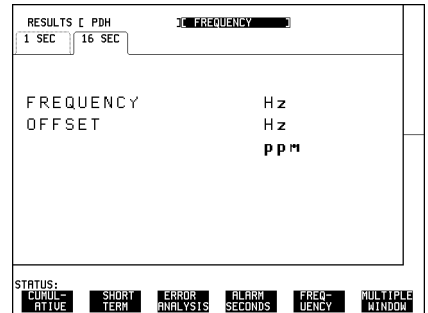 RESULTS [ PDH ][ FREQUENCY ]
1 SEC 16 SEC
FREQUENCY Hz
OFFSET Hz
ppm
STATUS:
CUMUL-
ATIVE
SHORT
TERM
ERROR
ANALYSIS
ALARM
SECONDS
FREQ-
UENCY
MULTIPLE
WINDOW